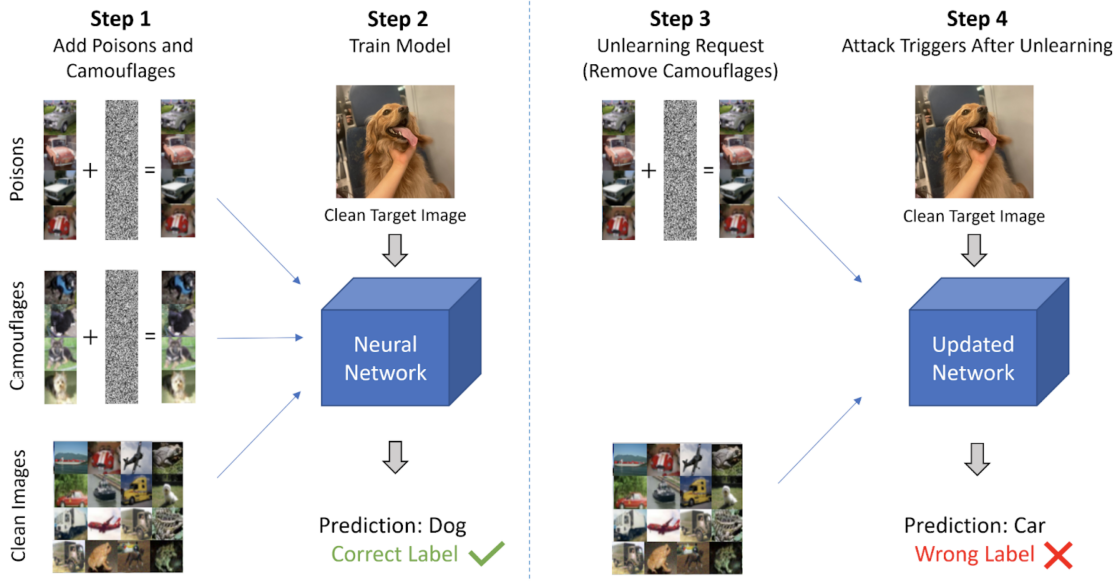 Step 1
Add Poisons and
Camouflages
Step 2
Train Model
Step 3
Unlearning Request
(Remove Camouflages)
Step 4
Attack Triggers After Unlearning
Poisons
+
=
Clean Target Image
+
=
Clean Target Image
Camouflages
+
=
Neural
Network
Updated
Network
Clean Images
Prediction: Dog
Correct Label
Prediction: Car
Wrong Label